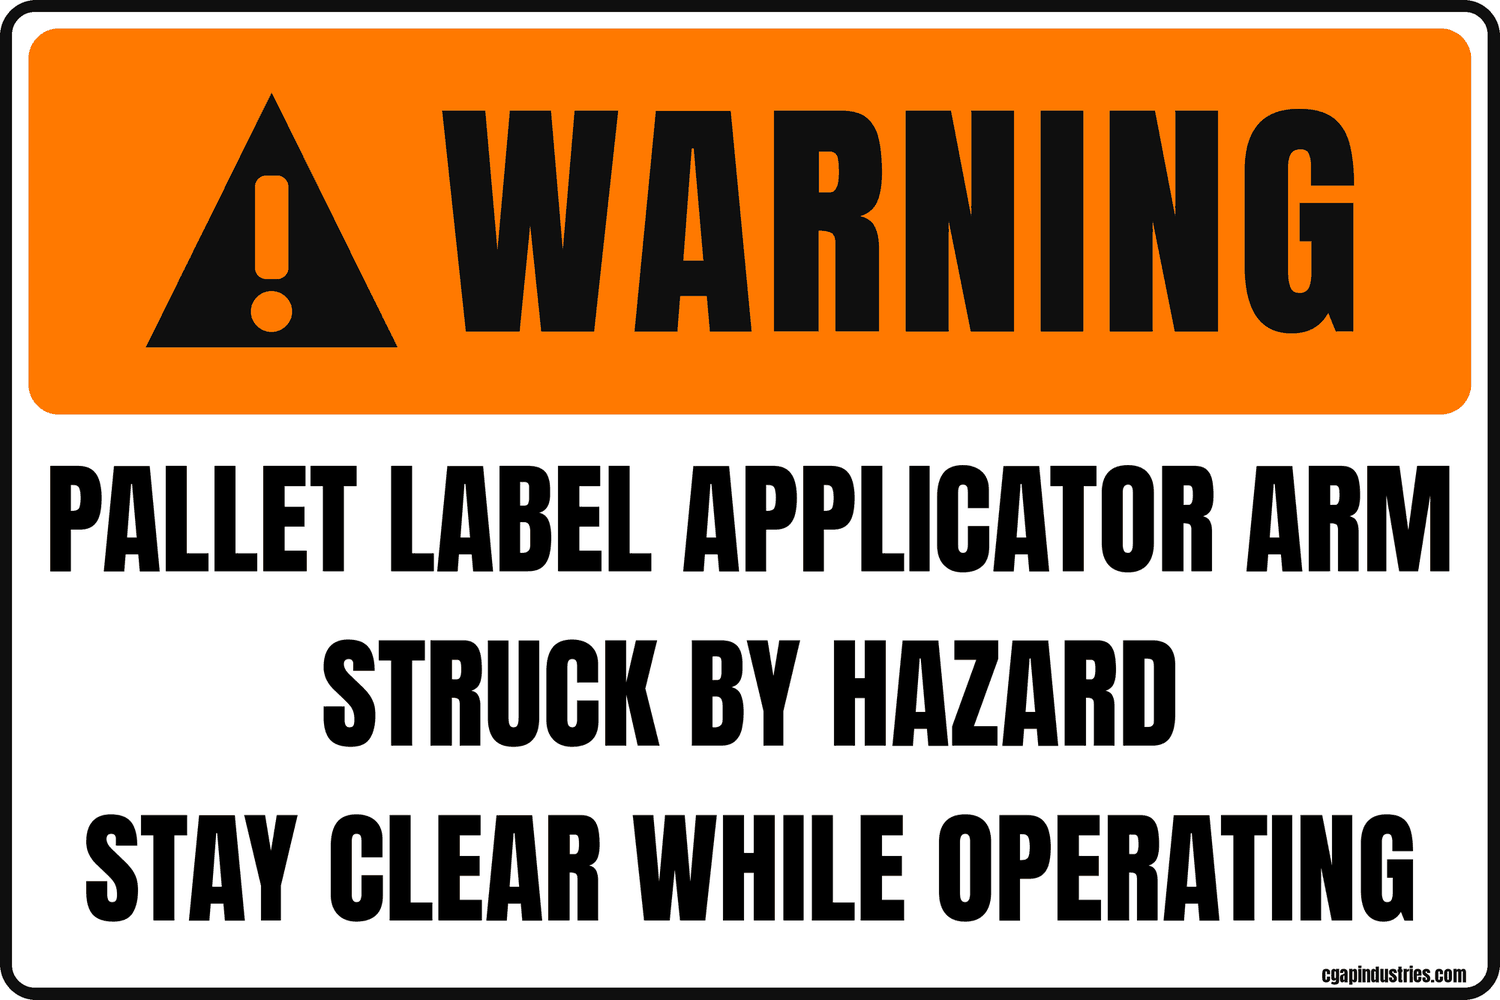 WARNING
PALLET LABEL APPLICATOR ARM
STRUCK BY HAZARD
STAY CLEAR WHILE OPERATING
cgapindustries.com